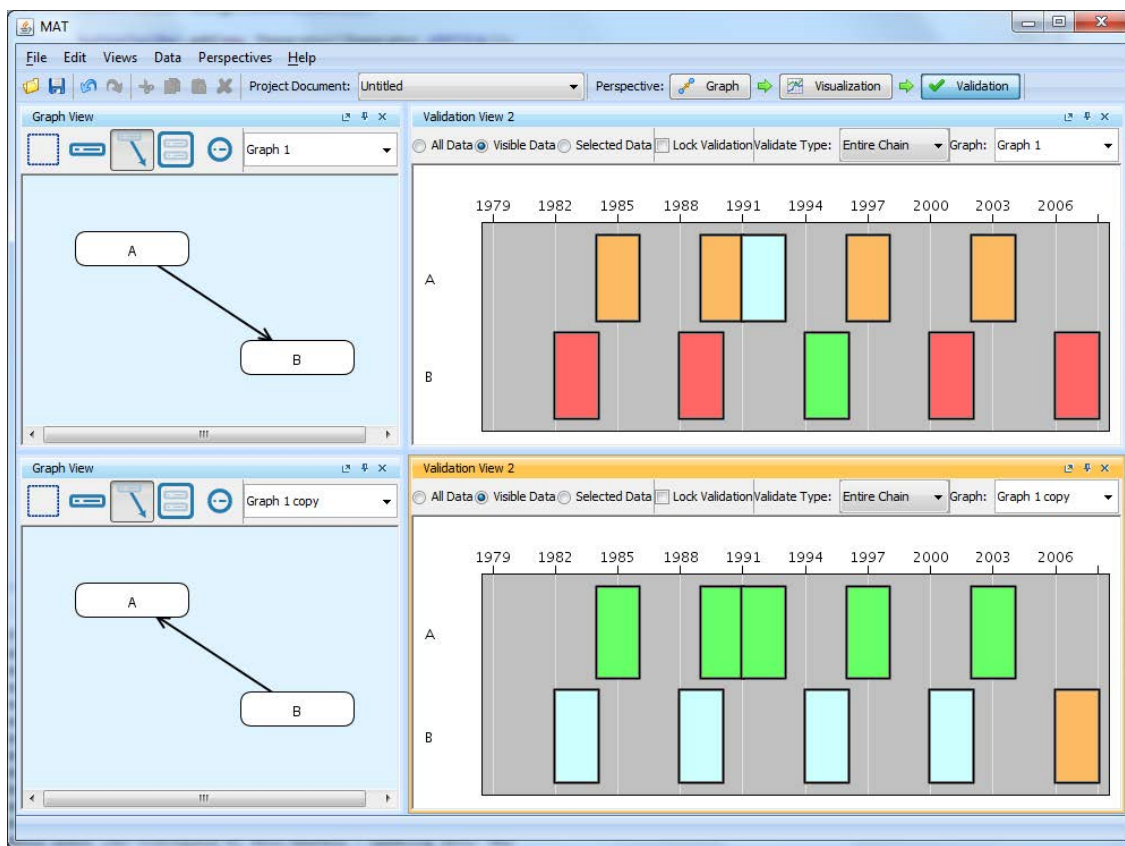 MAT
File Edit Views Data Perspectives Help
Project Document: Untitled Perspective: Graph Visualization Validation
Graph View
Graph 1
A
B
Validation View 2
All Data Visible Data Selected Data Lock Validation Validate Type: Entire Chain Graph: Graph 1
1979 1982 1985 1988 1991 1994 1997 2000 2003 2006
A
B
Graph View
Graph 1 copy
A
B
Validation View 2
All Data Visible Data Selected Data Lock Validation Validate Type: Entire Chain Graph: Graph 1 copy
1979 1982 1985 1988 1991 1994 1997 2000 2003 2006
A
B